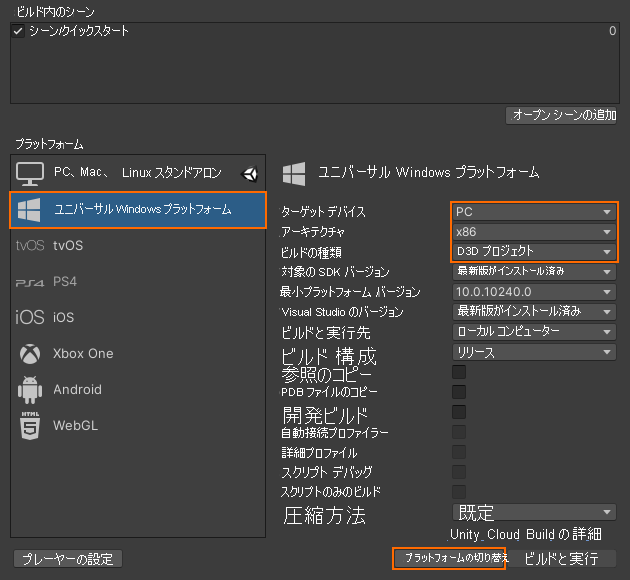 ビルド内のシーン
シーン/クイックスタート 0
オープン シーンの追加
プラットフォーム
PC、Mac、 Linux スタンドアロン
ユニバーサル Windows プラットフォーム
tvOS tvOS
PS4
iOS iOS
Xbox One
Android
HTML WebGL
ユニバーサル Windows プラットフォーム
ターゲット デバイス PC
アーキテクチャ x86
ビルドの種類 D3D プロジェクト
対象の SDK バージョン 最新版がインストール済み
最小プラットフォーム バージョン 10.0.10240.0
Visual Studio のバージョン 最新版がインストール済み
ビルドと実行先 ローカル コンピューター
ビルド 構成 リリース
参照のコピー
PDB ファイルのコピー
開発ビルド
自動接続プロファイラー
詳細プロファイル
スクリプト デバッグ
スクリプトのみのビルド
圧縮方法 既定
Unity Cloud Build の詳細
プレーヤーの設定
プラットフォームの切り替え ビルドと実行